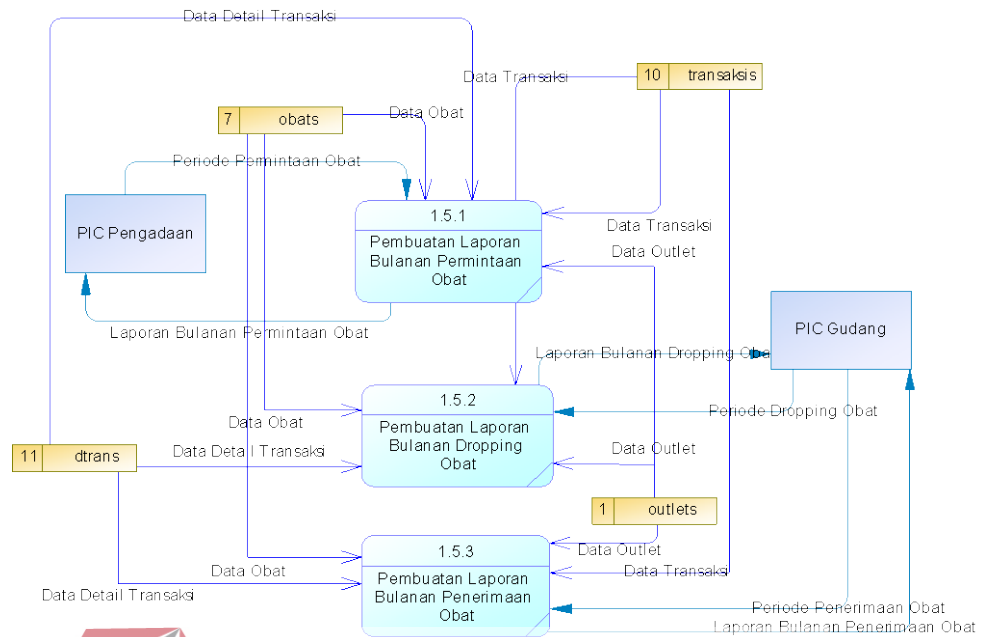 Data Detail Transaksi
10 transaksis
Data Transaksi
7 obats
Data Obat
Periode Permintaan Obat
PIC Pengadaan
1.5.1
Pembuatan Laporan
Bulanan Permintaan
Obat
Data Transaksi
Data Outlet
Laporan Bulanan Permintaan Obat
PIC Gudang
Laporan Bulanan Dropping Obat
1.5.2
Pembuatan Laporan
Bulanan Dropping
Obat
Periode Dropping Obat
Data Obat
Data Detail Transaksi
11 dtrans
Data Outlet
1 outlets
1.5.3
Pembuatan Laporan
Bulanan Penerimaan
Obat
Data Outlet
Data Obat
Data Transaksi
Data Detail Transaksi
Periode Penerimaan Obat
Laporan Bulanan Penerimaan Obat